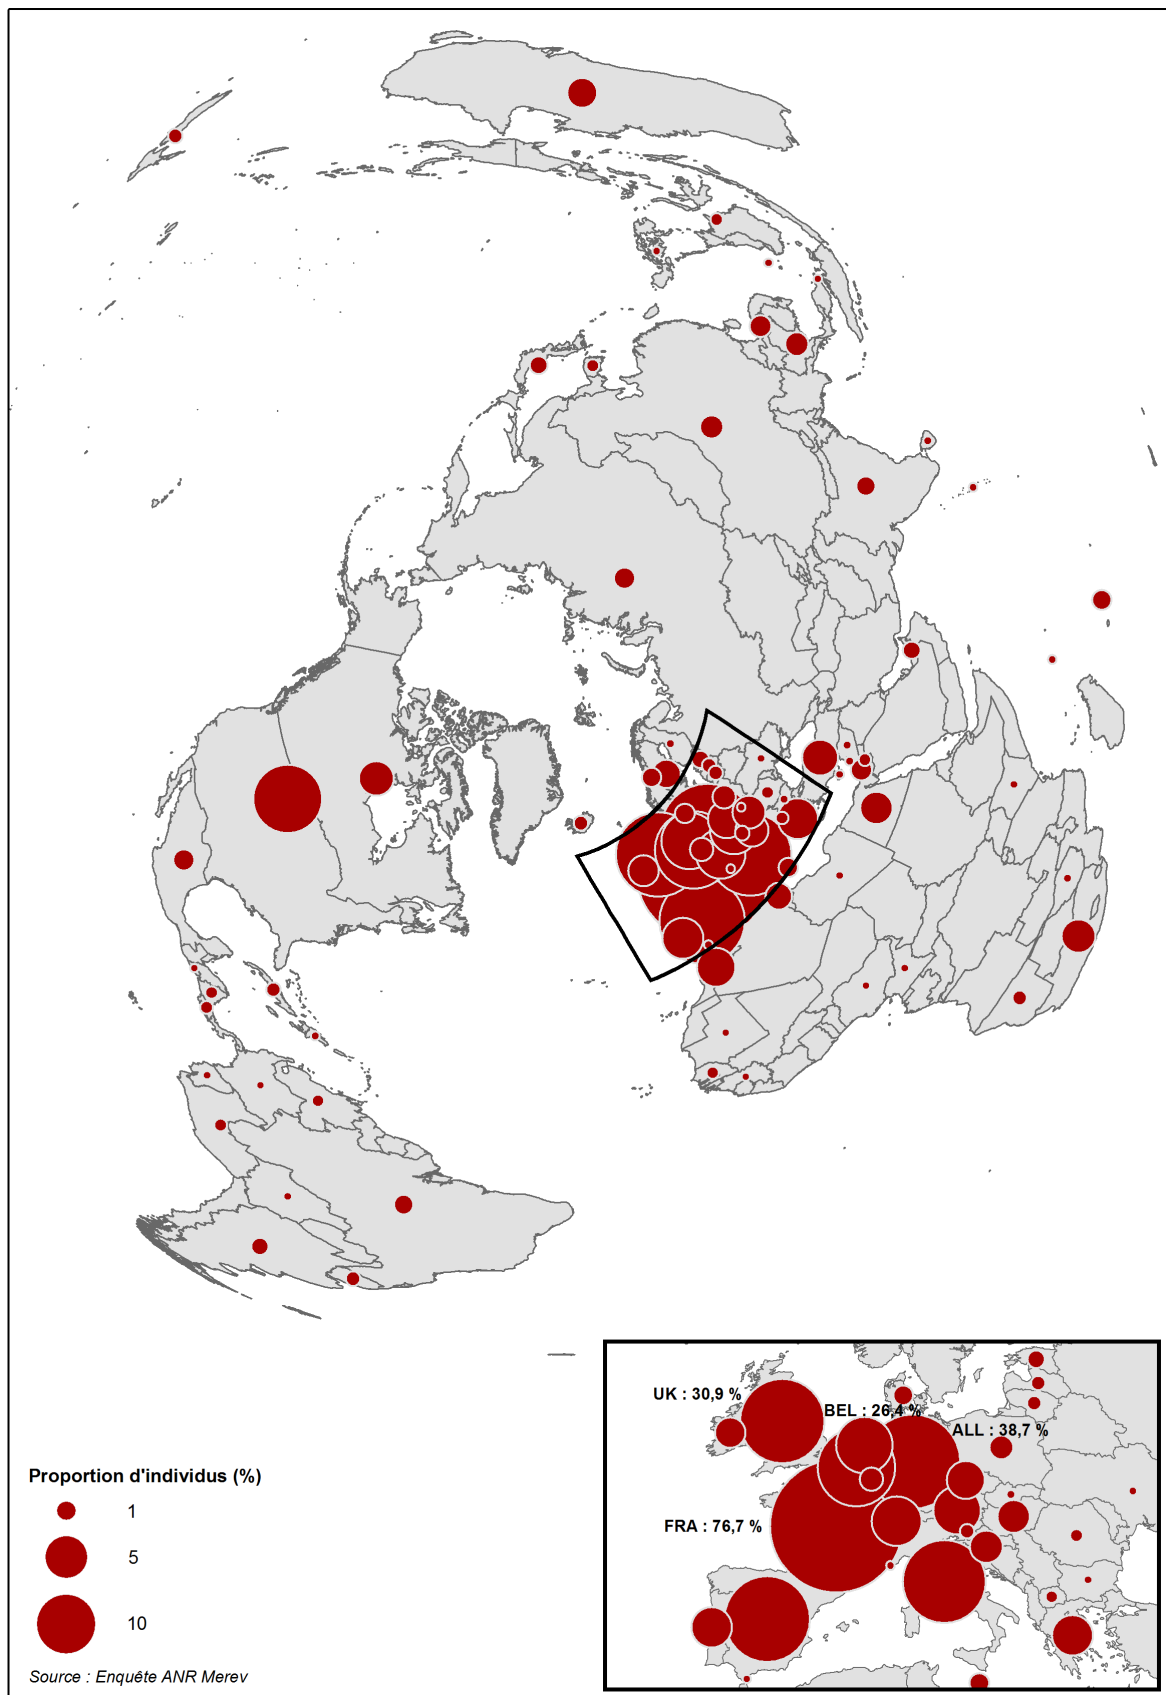 UK : 30,9 %
BEL : 26,4 %
ALL : 38,7 %
FRA : 76,7 %
Proportion d'individus (%)
1
5
10
Source : Enquête ANR Merev